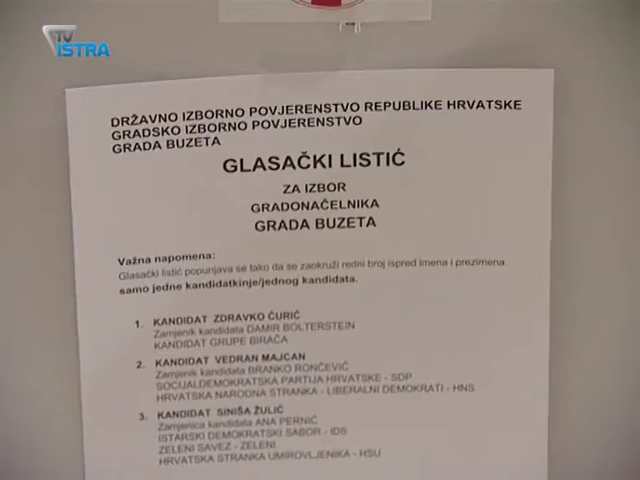 TV
ISTRA
DRŽAVNO IZBORNO POVJERENSTVO REPUBLIKE HRVATSKE
GRADSKO IZBORNO POVJERENSTVO
GRADA BUZETA
GLASAČKI LISTIĆ
ZA IZBOR
GRADONAČELNIKA
GRADA BUZETA
Važna napomena:
Glasački listić popunjava se tako da se zaokruži redni broj ispred imena i prezimena
samo jedne kandidatkinje/jednog kandidata.
1. KANDIDAT ZDRAVKO ĆURIĆ
Zamjenik kandidata DAMIR BOLTERSTEIN
KANDIDAT GRUPE BIRAČA
2. KANDIDAT VEDRAN MAJCAN
Zamjenik kandidata BRANKO RONČEVIĆ
SOCIJALDEMOKRATSKA PARTIJA HRVATSKE - SDP
HRVATSKA NARODNA STRANKA - LIBERALNI DEMOKRATI - HNS
3. KANDIDAT SINIŠA ŽULIĆ
Zamjenica kandidata ANA PERNIĆ
ISTARSKI DEMOKRATSKI SABOR - IDS
ZELENI SAVEZ - ZELENI
HRVATSKA STRANKA UMIROVLJENIKA - HSU